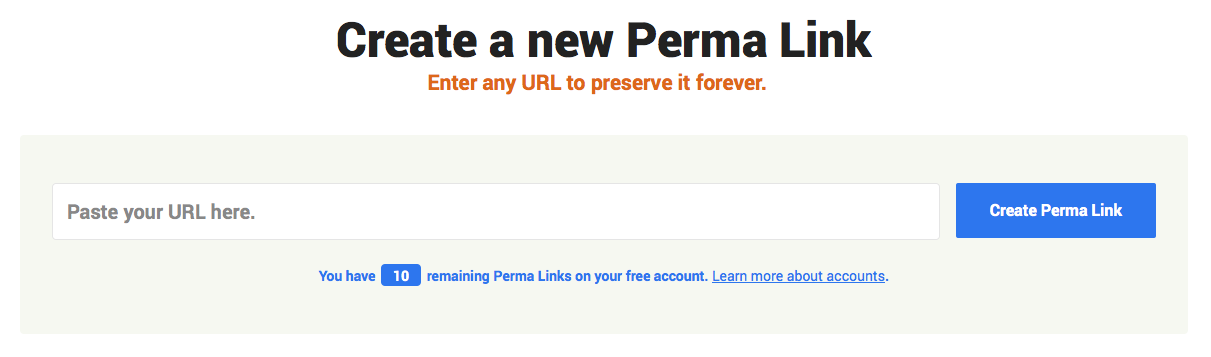 Create a new Perma Link
Enter any URL to preserve it forever.
Paste your URL here.
Create Perma Link
You have 10 remaining Perma Links on your free account. Learn more about accounts.